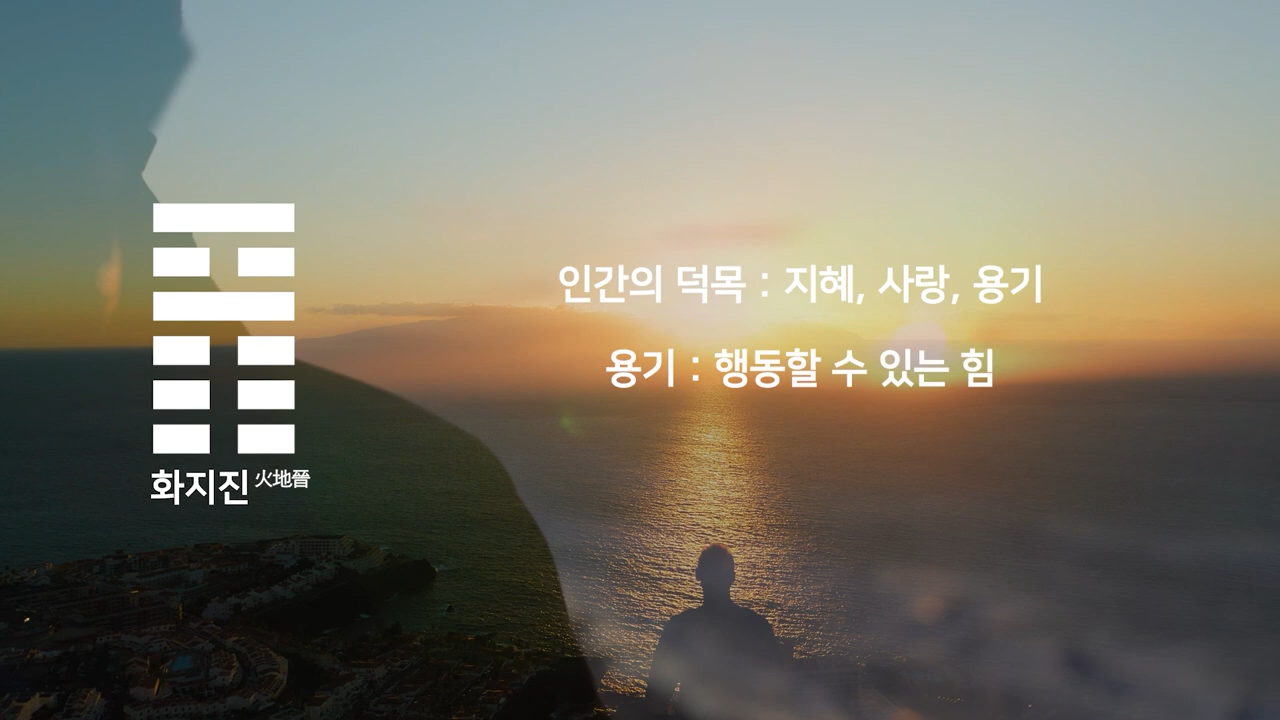 화지진 火地晉
인간의 덕목 : 지혜, 사랑, 용기
용기 : 행동할 수 있는 힘